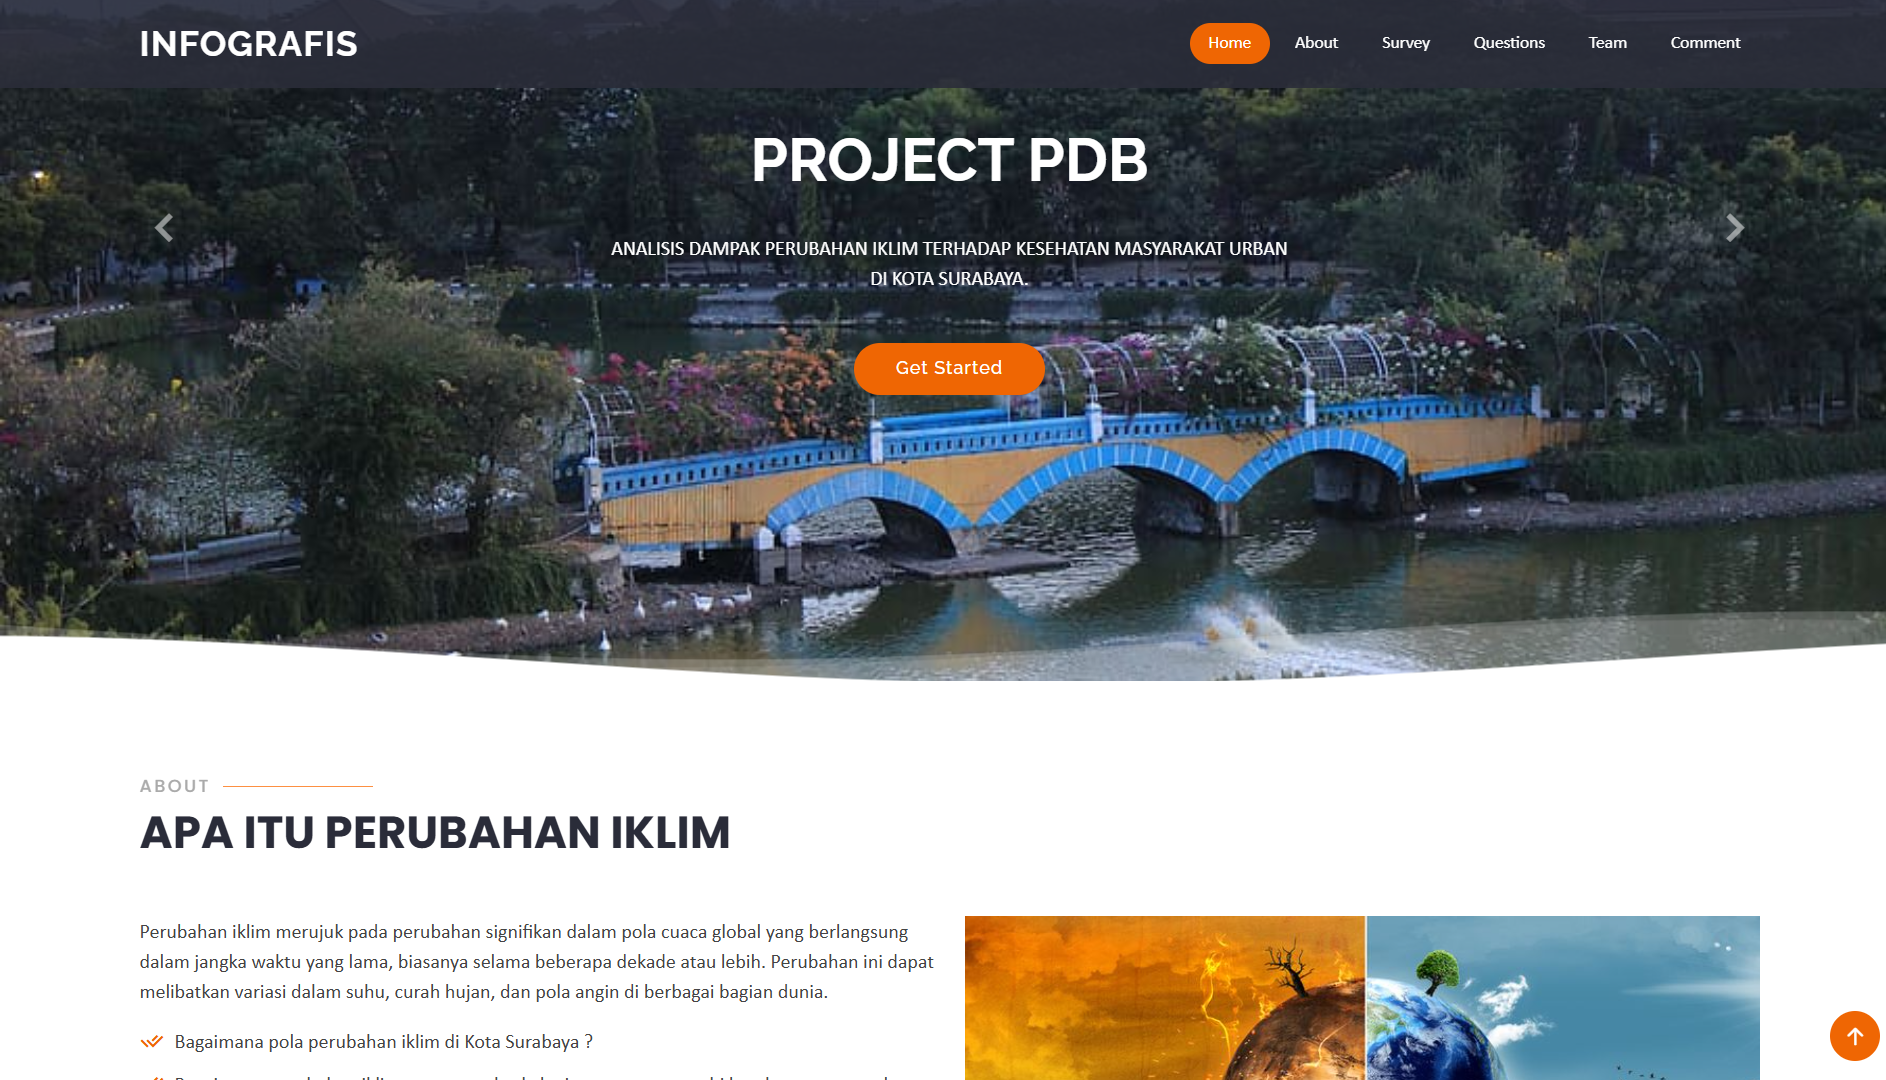 INFOGRAFIS
Home
About
Survey
Questions
Team
Comment
PROJECT PDB
ANALISIS DAMPAK PERUBAHAN IKLIM TERHADAP KESEHATAN MASYARAKAT URBAN
DI KOTA SURABAYA.
Get Started
ABOUT
APA ITU PERUBAHAN IKLIM
Perubahan iklim merujuk pada perubahan signifikan dalam pola cuaca global yang berlangsung
dalam jangka waktu yang lama, biasanya selama beberapa dekade atau lebih. Perubahan ini dapat
melibatkan variasi dalam suhu, curah hujan, dan pola angin di berbagai bagian dunia.
Bagaimana pola perubahan iklim di Kota Surabaya ?